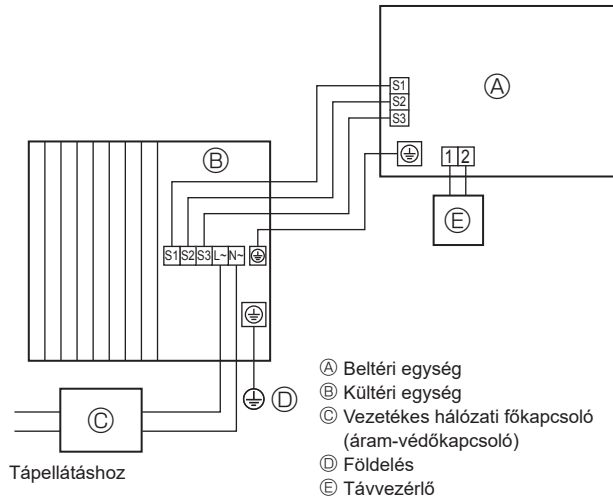 Ⓐ
S1
S2
S3
1 2
Ⓔ
Ⓑ
S1 S2 S3 L~ N~
Ⓒ
Ⓓ
Tápellátáshoz
Ⓐ Beltéri egység
Ⓑ Kültéri egység
Ⓒ Vezetékes hálózati főkapcsoló
(áram-védőkapcsoló)
Ⓓ Földelés
Ⓔ Távvezérlő